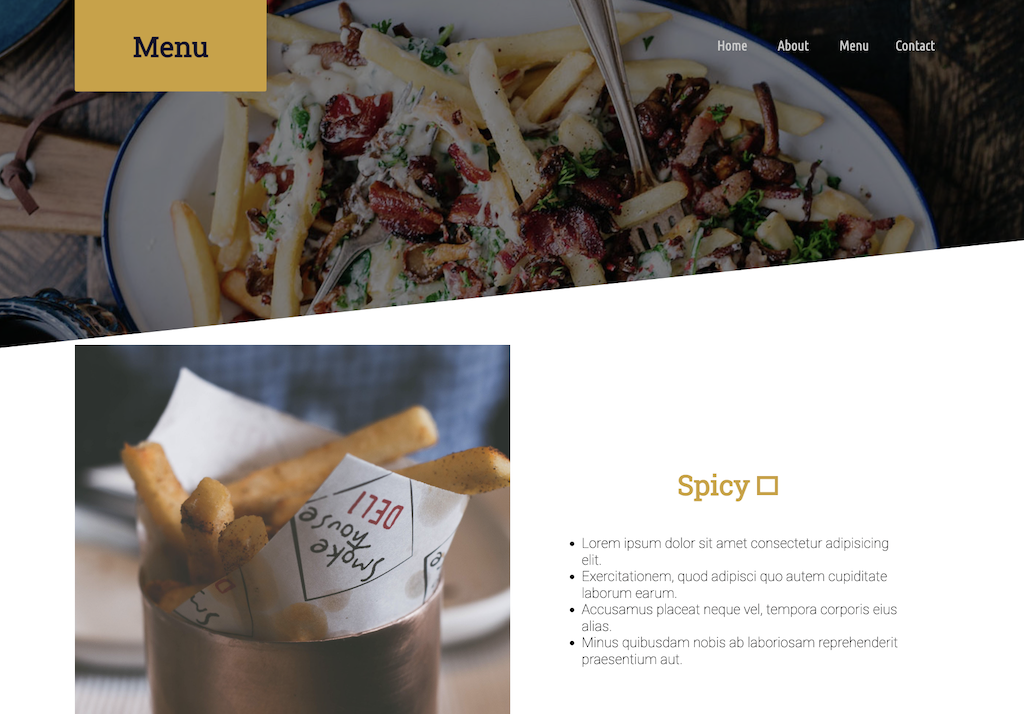 Menu
Home About Menu Contact
DELI
Smoke
house
Spicy
Lorem ipsum dolor sit amet consectetur adipisicing
elit.
Exercitationem, quod adipisci quo autem cupiditate
laborum earum.
Accusamus placeat neque vel, tempora corporis eius
alias.
Minus quibusdam nobis ab laboriosam reprehenderit
praesentium aut.